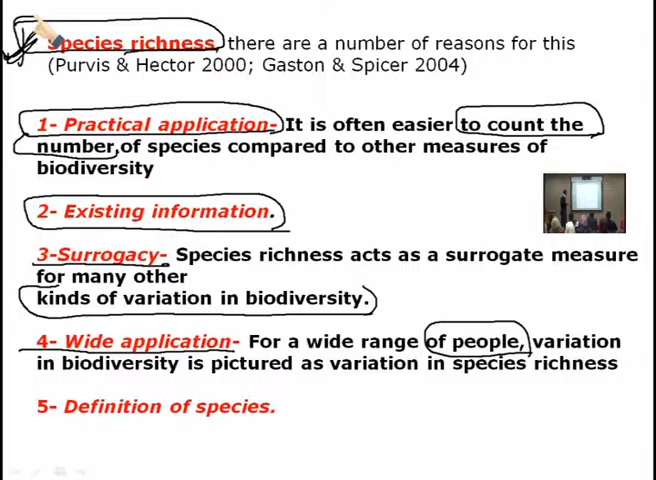 Species richness, there are a number of reasons for this
(Purvis & Hector 2000; Gaston & Spicer 2004)
1- Practical application- It is often easier to count the
number,of species compared to other measures of
biodiversity
2- Existing information.
3-Surrogacy- Species richness acts as a surrogate measure
for many other
kinds of variation in biodiversity.
4- Wide application- For a wide range of people, variation
in biodiversity is pictured as variation in species richness
5- Definition of species.